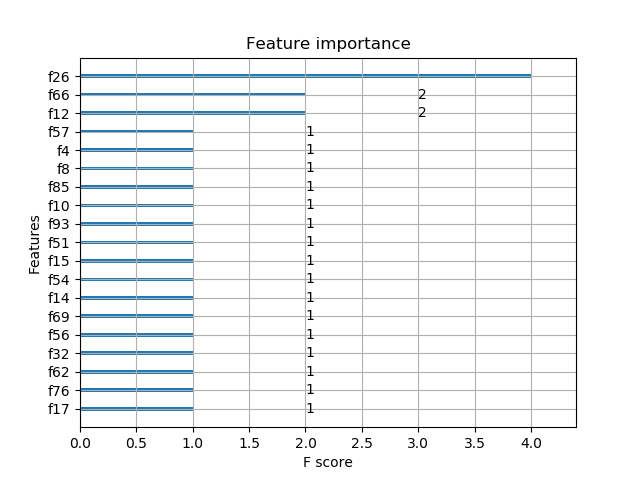 Feature importance
f26
f66 2
f12 2
f57 1
f4 1
f8 1
f85 1
f10 1
f93 1
f51 1
f15 1
f54 1
f14 1
f69 1
f56 1
f32 1
f62 1
f76 1
f17 1
Features
0.0 0.5 1.0 1.5 2.0 2.5 3.0 3.5 4.0
F score